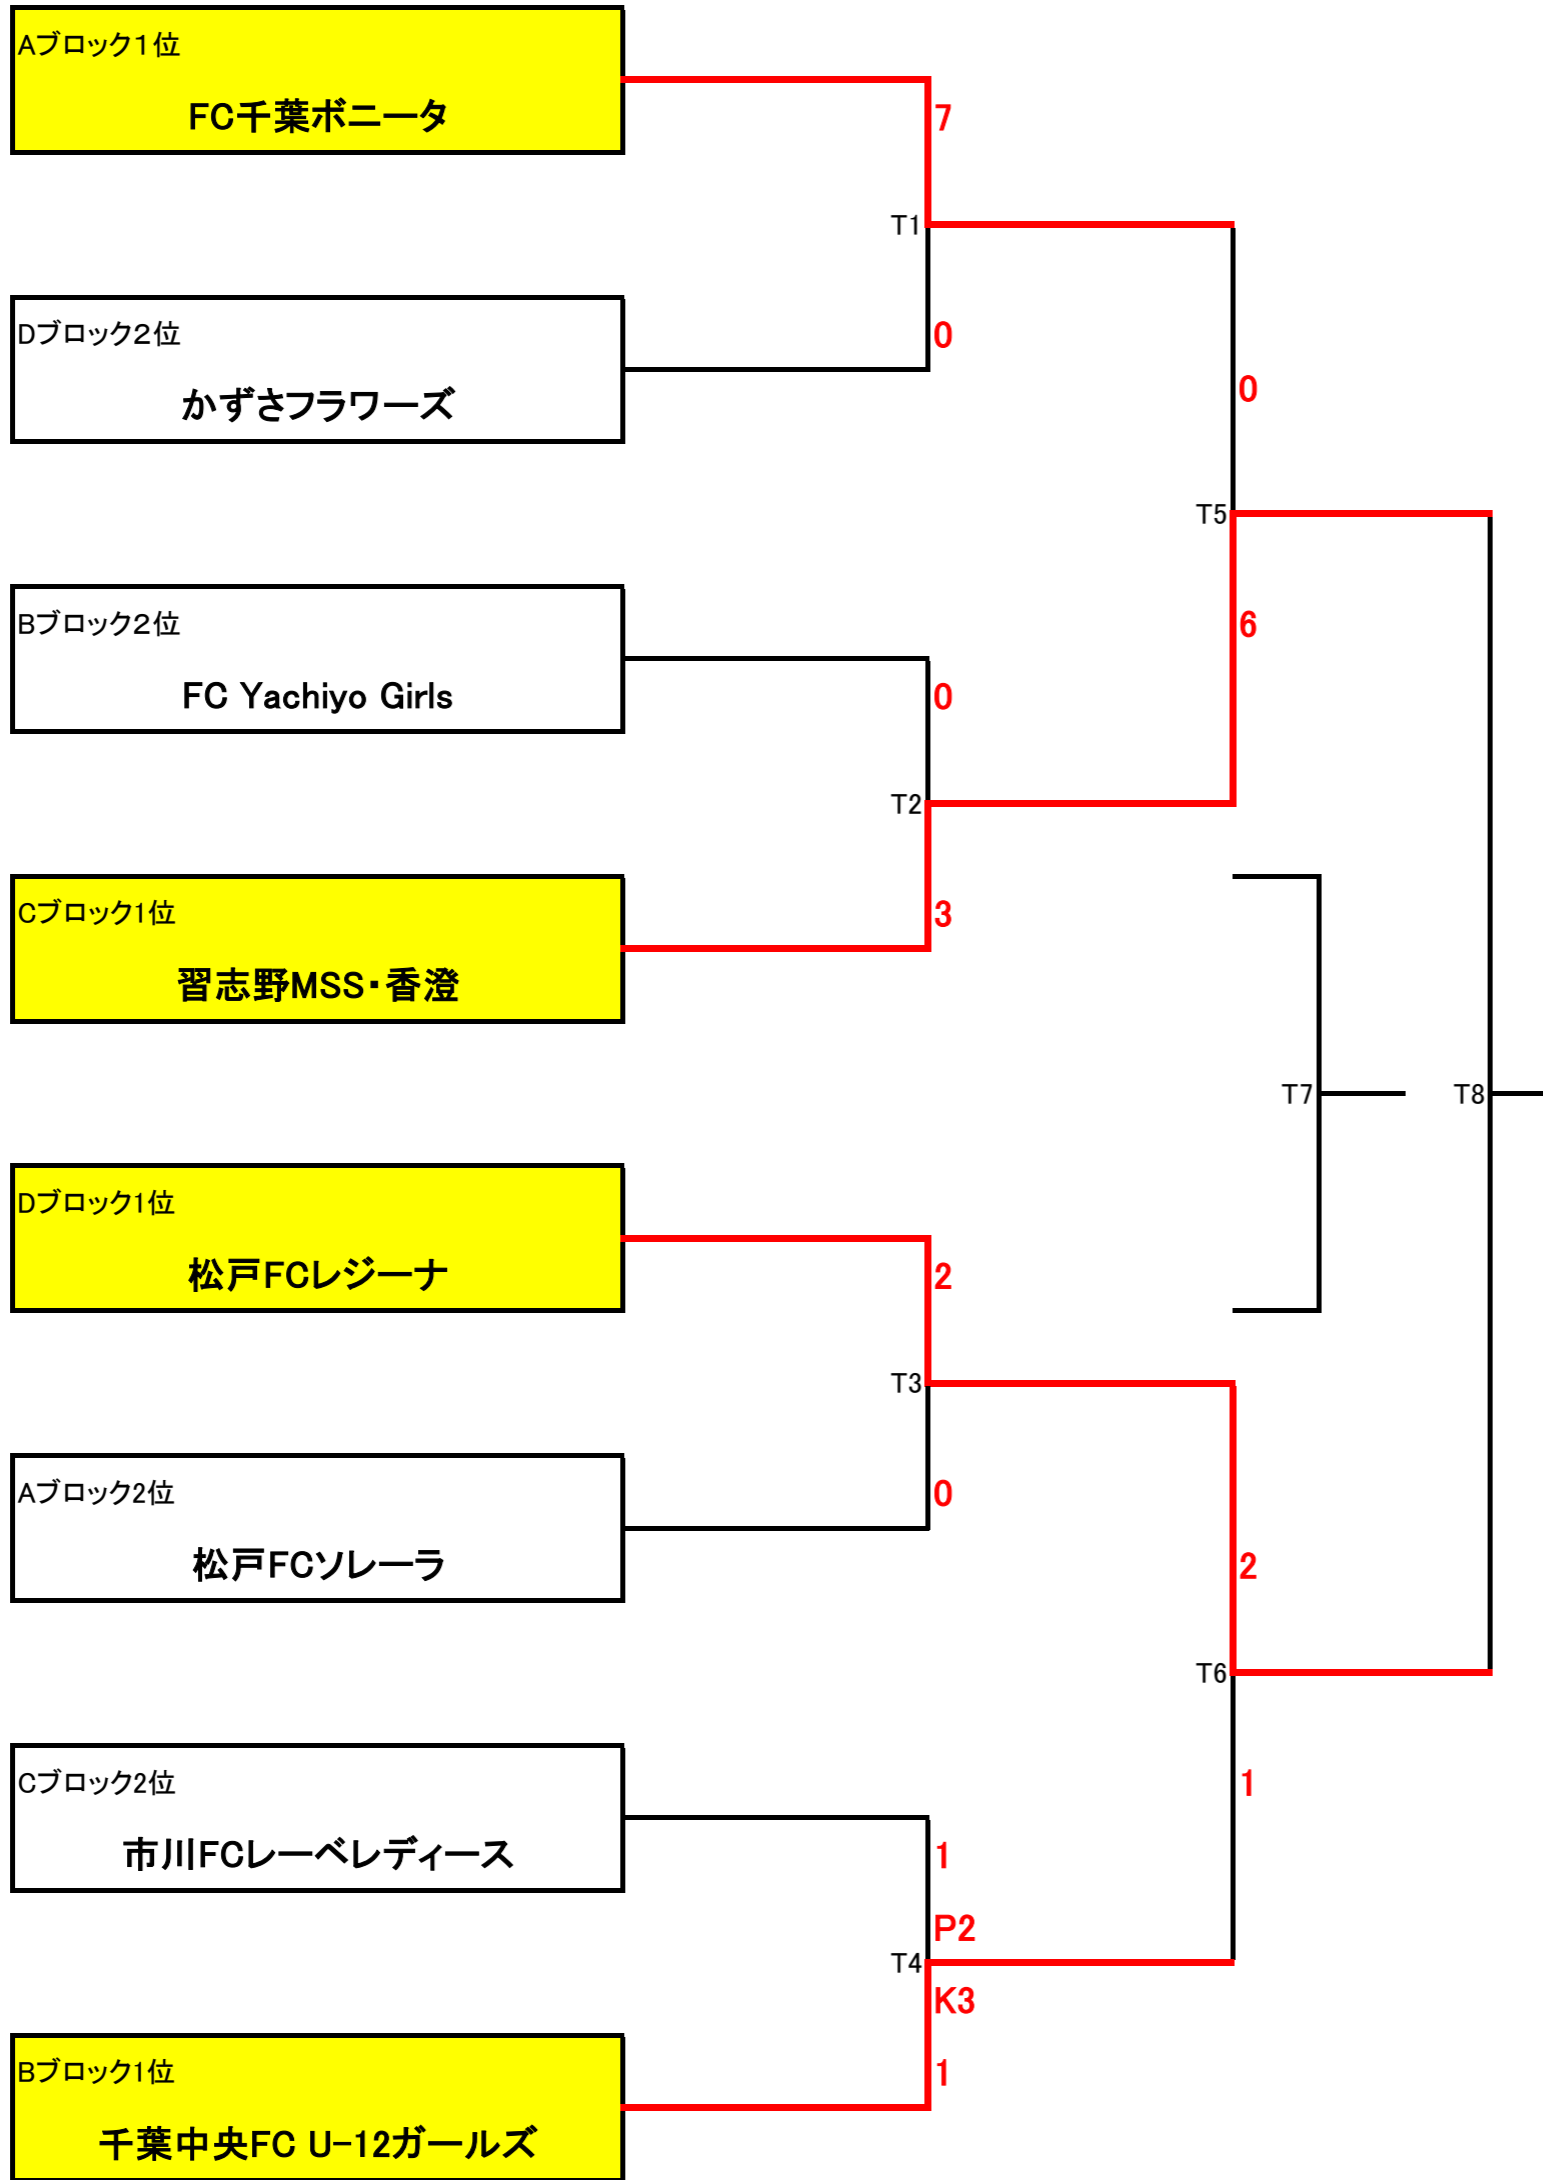 Aブロック１位
FC千葉ボニータ
7
T1
Dブロック２位
0
かずさフラワーズ
0
T5
Bブロック２位
6
FC Yachiyo Girls
0
T2
Cブロック1位
3
習志野MSS・香澄
T7
T8
Dブロック1位
松戸FCレジーナ
2
T3
Aブロック2位
0
松戸FCソレーラ
2
T6
Cブロック2位
1
市川FCレーベレディース
1
P2
T4
K3
Bブロック1位
1
千葉中央FC U-12ガールズ